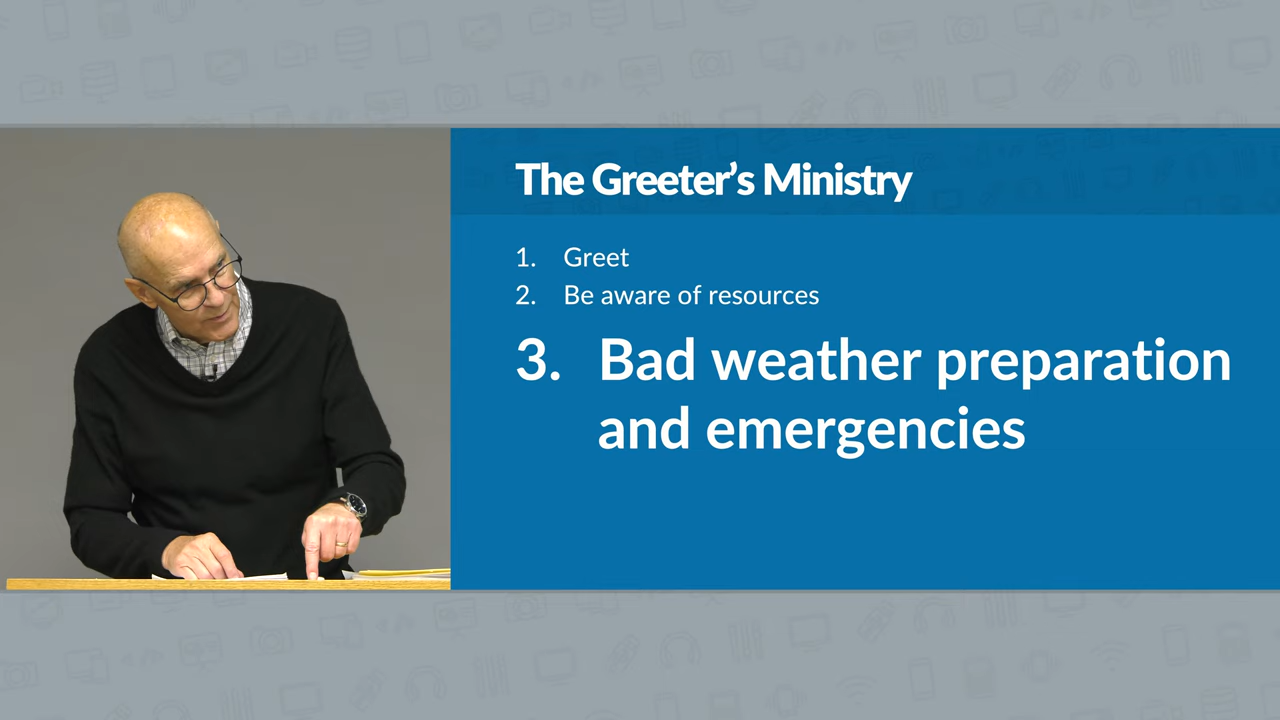 The Greeter’s Ministry
1. Greet
2. Be aware of resources
3. Bad weather preparation
and emergencies